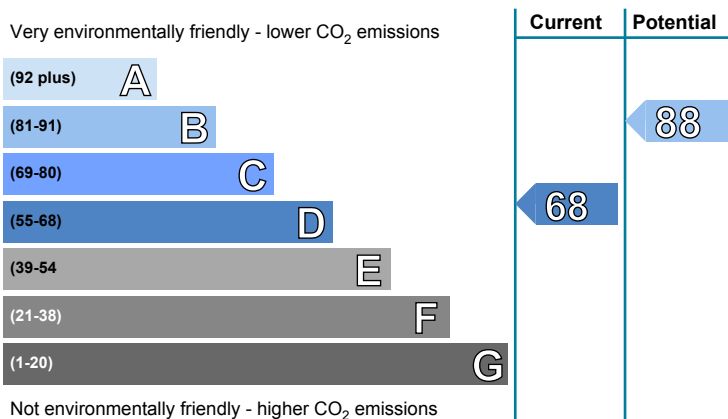 Very environmentally friendly - lower CO2 emissions
Current
Potential
(92 plus) A
(81-91) B
88
(69-80) C
68
(55-68) D
(39-54 E
(21-38) F
(1-20) G
Not environmentally friendly - higher CO2 emissions